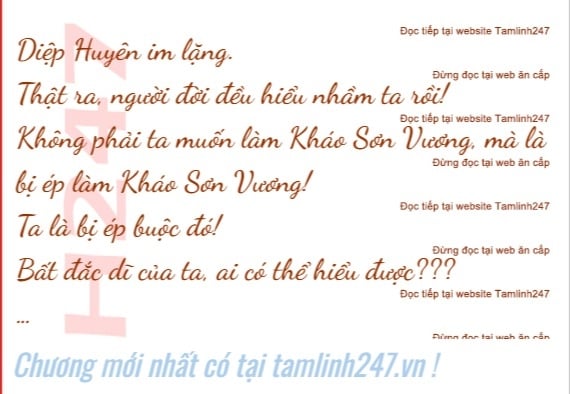 Đọc tiếp tại website Tamlinh247
Diệp Huyên im lặng.
Đừng đọc tại web ăn cắp
Thật ra, người đời đều hiểu nhầm ta rồi!
Đọc tiếp tại website Tamlinh247
Không phải ta muốn làm Kháo Sơn Vương, mà là
Đừng đọc tại web ăn cắp
bị ép làm Kháo Sơn Vương!
Đọc tiếp tại website Tamlinh247
Ta là bị ép buộc đó!
Đừng đọc tại web ăn cắp
Bất đắc dĩ của ta, ai có thể hiểu được???
Đọc tiếp tại website Tamlinh247
...
Đừng đọc tại web ăn cắp
H247
Chương mới nhất có tại tamlinh247.vn !